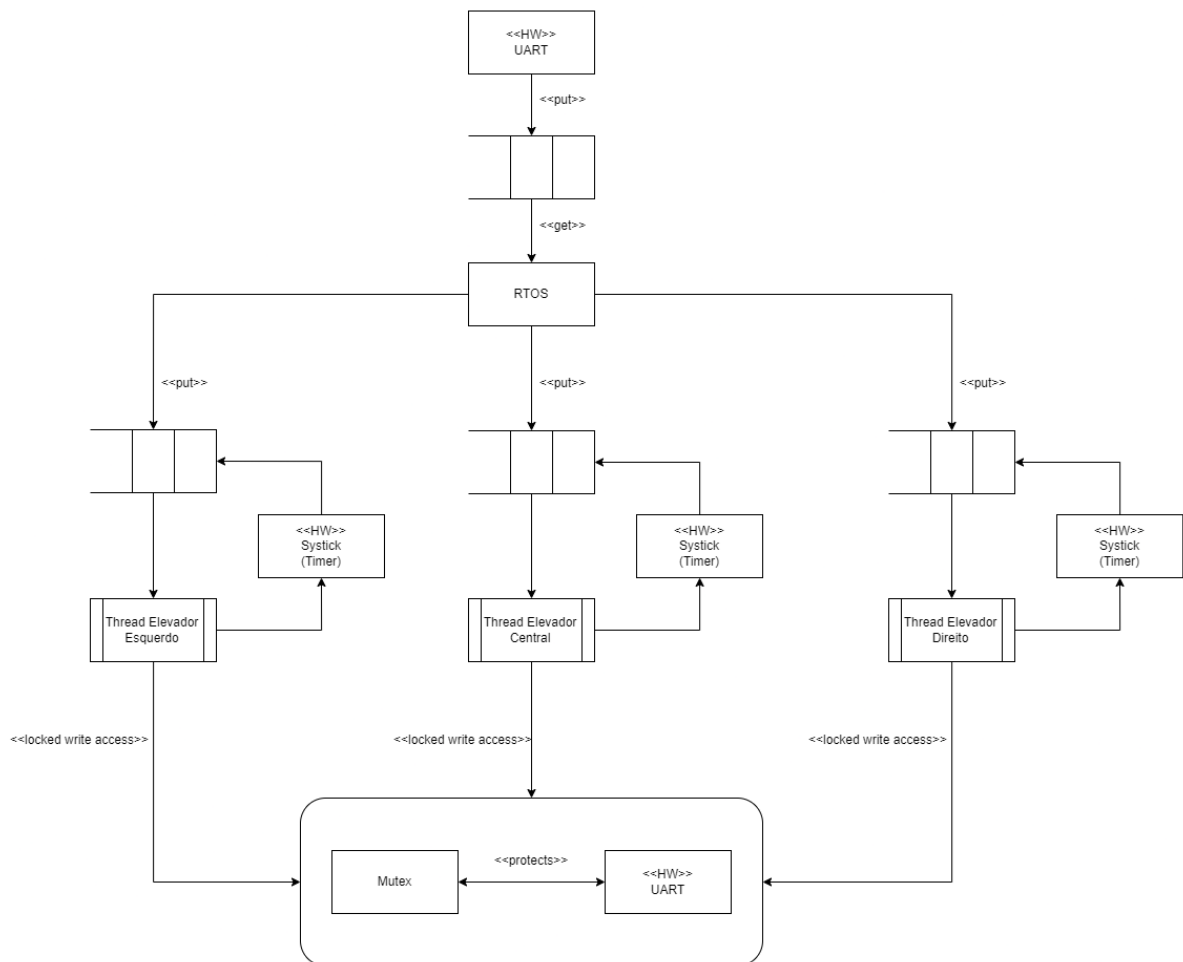 <<HW>>
UART
<<put>>
<<get>>
RTOS
<<put>>
<<put>>
<<put>>
<<HW>>
Systick
(Timer)
<<HW>>
Systick
(Timer)
<<HW>>
Systick
(Timer)
Thread Elevador
Esquerdo
Thread Elevador
Central
Thread Elevador
Direito
<<locked write access>>
<<locked write access>>
<<locked write access>>
Mutex
<<protects>>
<<HW>>
UART